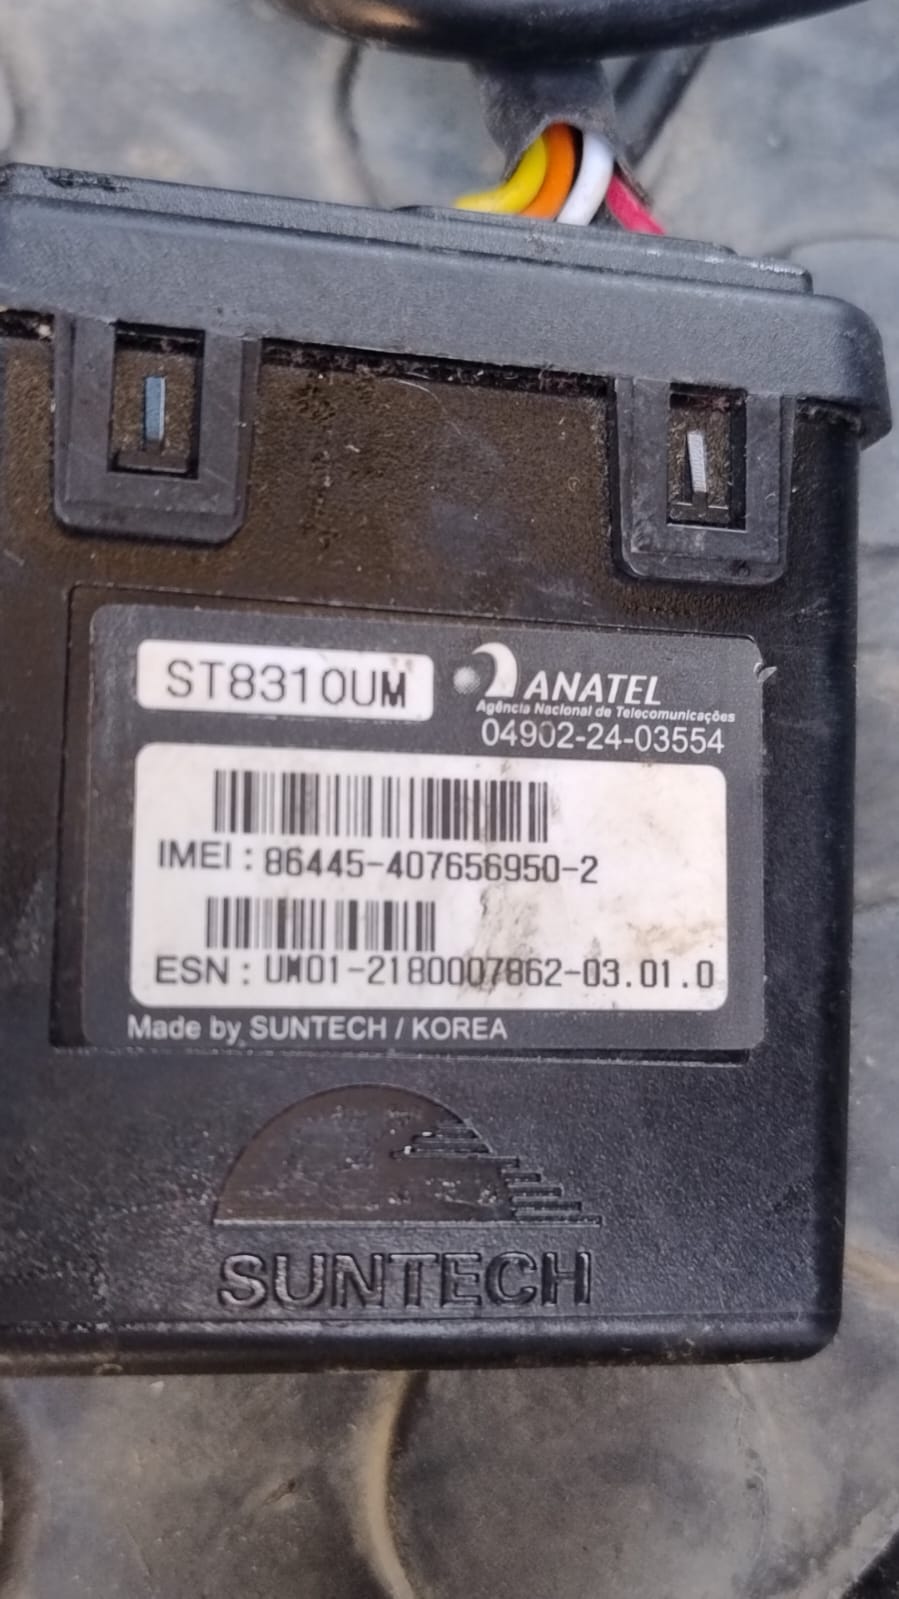 ST8310UM
ANATEL
Agência Nacional de Telecomunicações
04902-24-03554
IMEI : 86445-407656950-2
ESN : UM01-2180007862-03.01.0
Made by SUNTECH / KOREA
SUNTECH